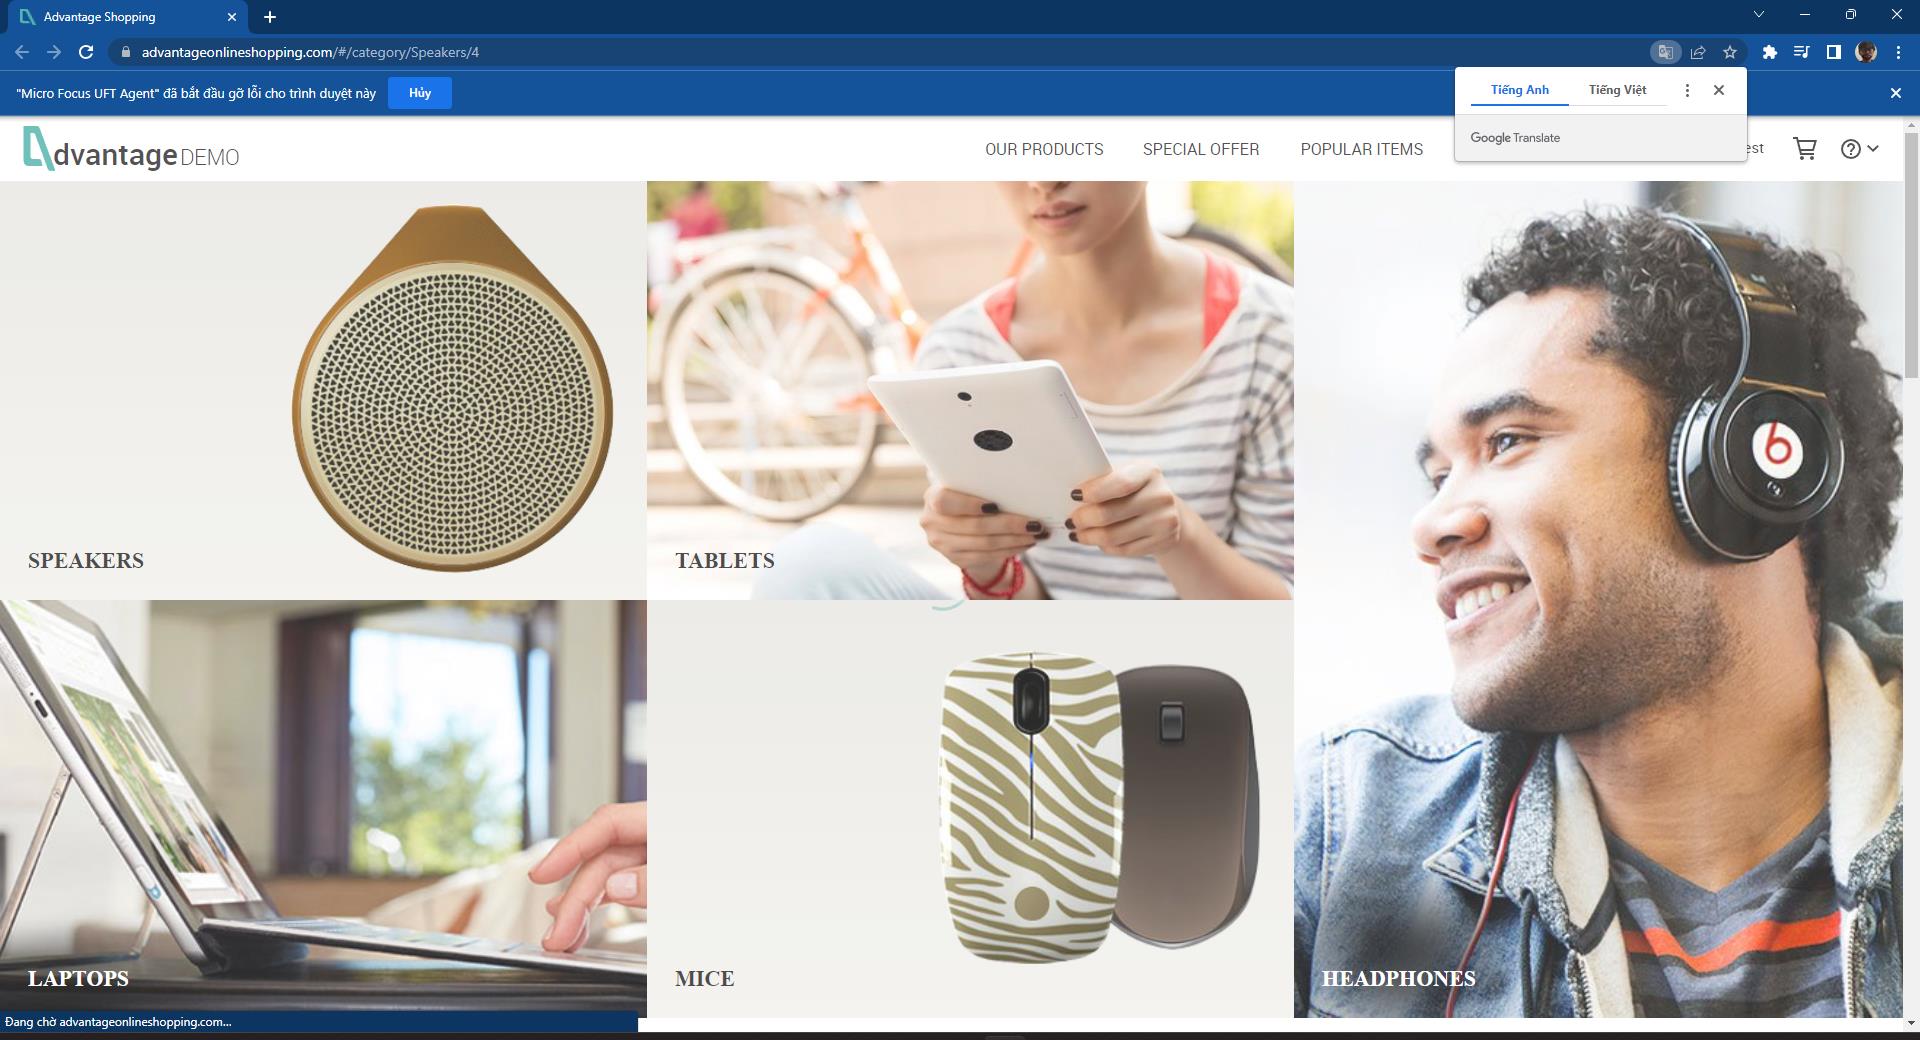 Advantage Shopping
advantageonlineshopping.com/#/category/Speakers/4
"Micro Focus UFT Agent" đã bắt đầu gỡ lỗi cho trình duyệt này
Hủy
Tiếng Anh
Tiếng Việt
Google Translate
dvantage DEMO
OUR PRODUCTS
SPECIAL OFFER
POPULAR ITEMS
est
SPEAKERS
TABLETS
LAPTOPS
MICE
HEADPHONES
Đang chờ advantageonlineshopping.com...